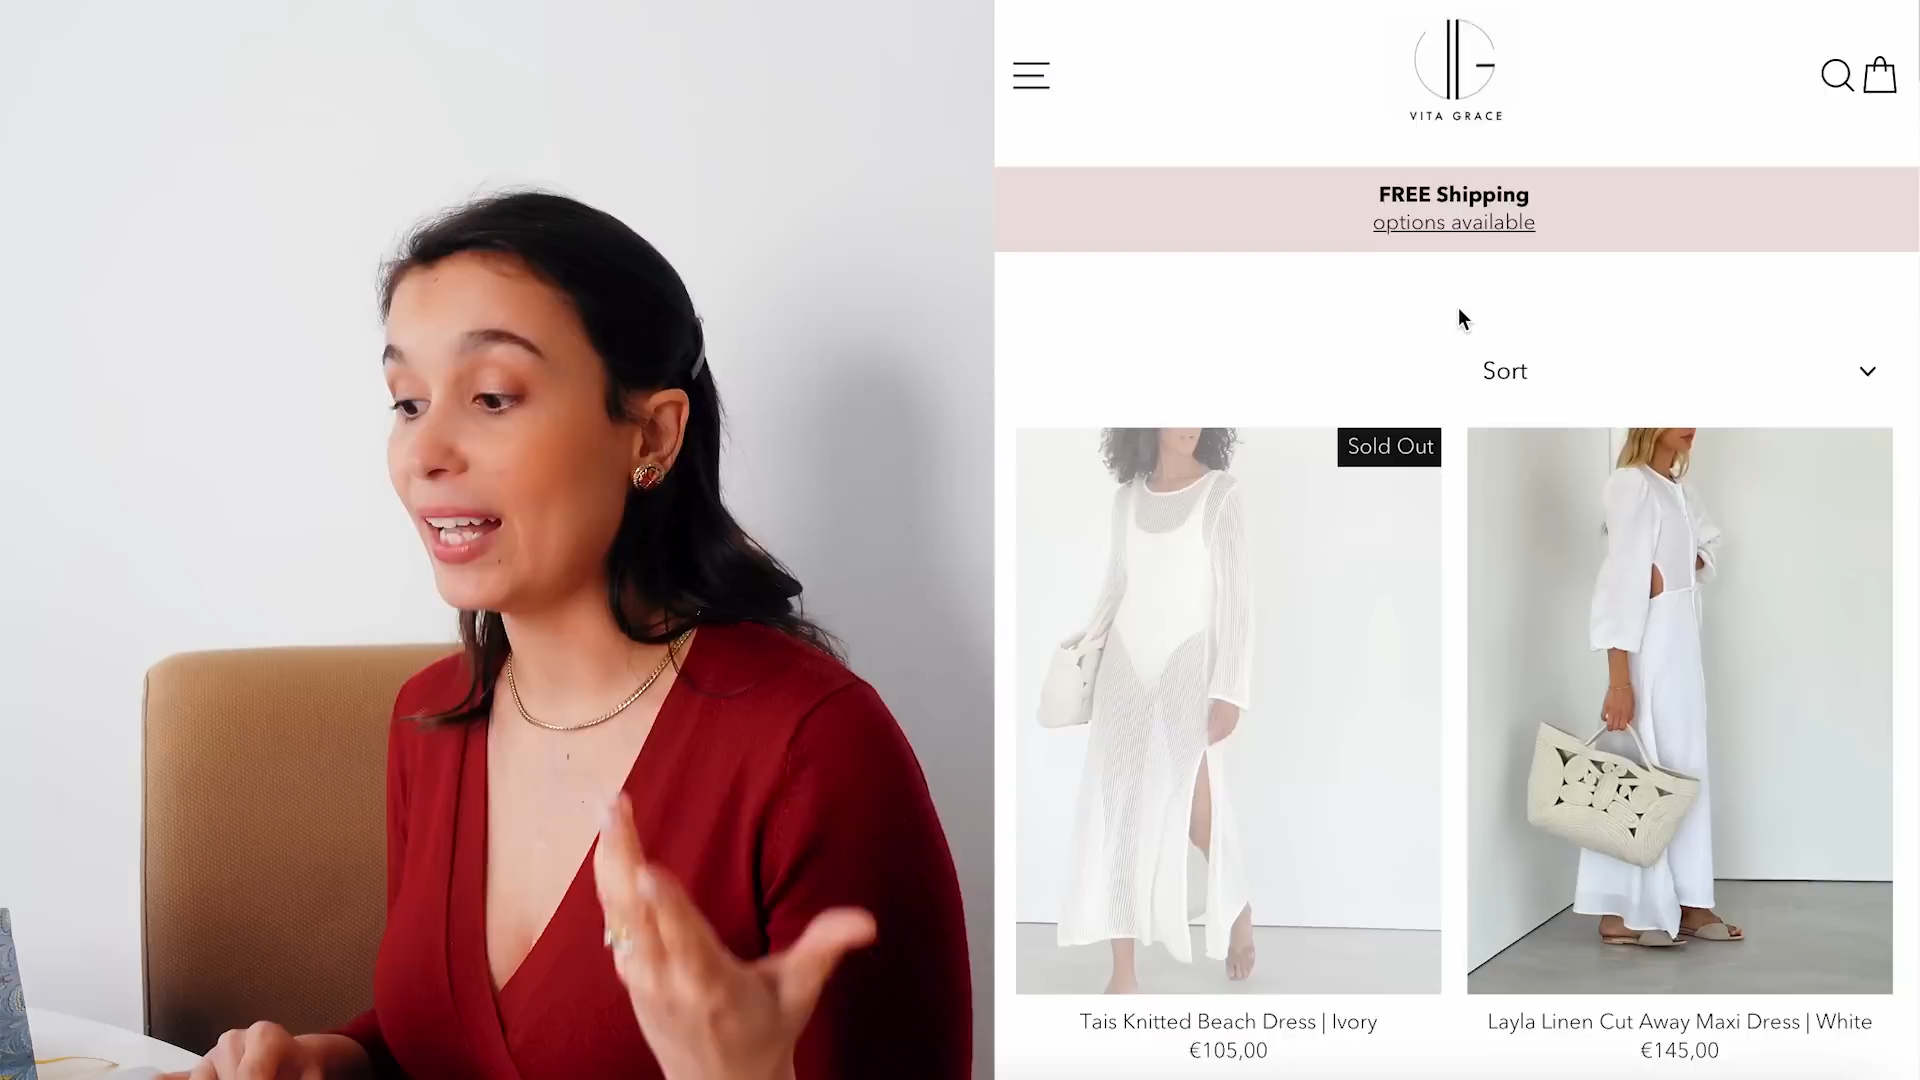 VITA GRACE
FREE Shipping
options available
Sort
Sold Out
Tais Knitted Beach Dress | Ivory
€105,00
Layla Linen Cut Away Maxi Dress | White
€145,00